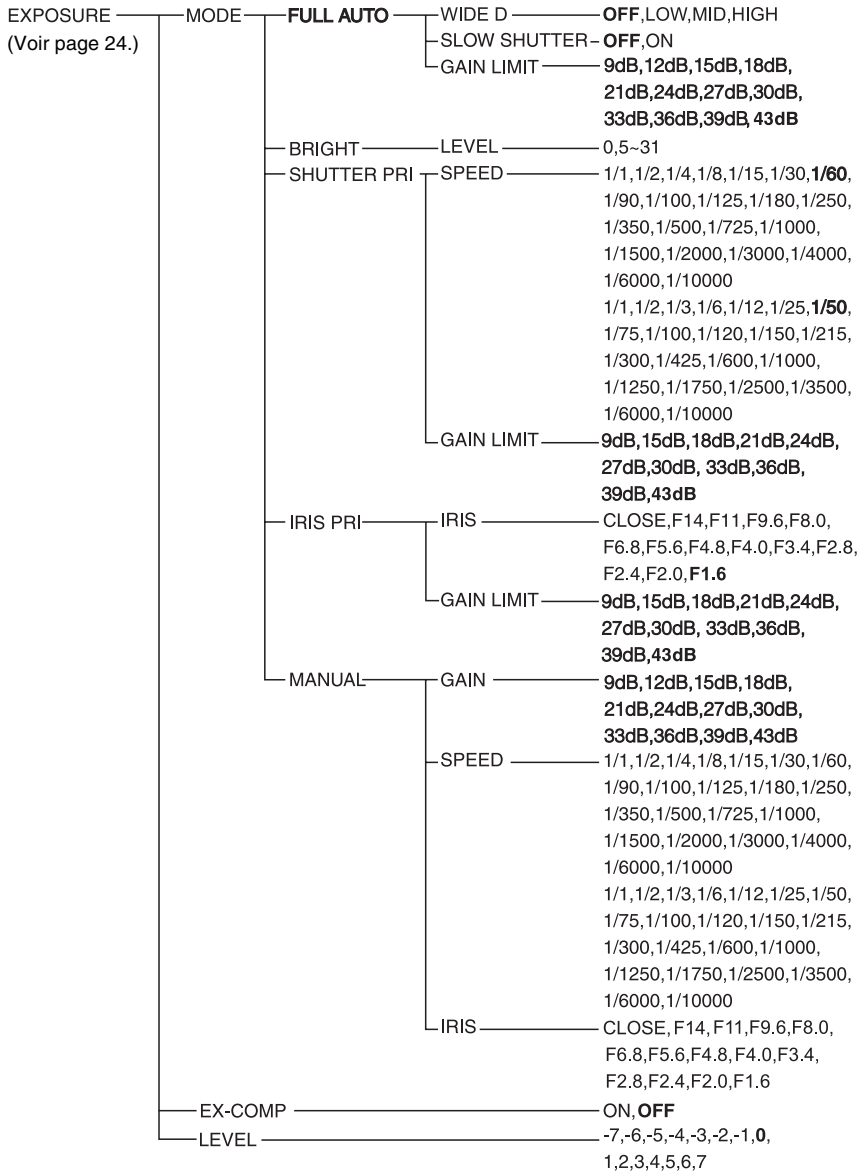 EXPOSURE MODE FULL AUTO WIDE D OFF,LOW,MID,HIGH
(Voir page 24.) SLOW SHUTTER OFF,ON
GAIN LIMIT 9dB,12dB,15dB,18dB,
21dB,24dB,27dB,30dB,
33dB,36dB,39dB,43dB
BRIGHT LEVEL 0,5~31
SHUTTER PRI SPEED 1/1,1/2,1/4,1/8,1/15,1/30,1/60,
1/90,1/100,1/125,1/180,1/250,
1/350,1/500,1/725,1/1000,
1/1500,1/2000,1/3000,1/4000,
1/6000,1/10000
1/1,1/2,1/3,1/6,1/12,1/25,1/50,
1/75,1/100,1/120,1/150,1/215,
1/300,1/425,1/600,1/1000,
1/1250,1/1750,1/2500,1/3500,
1/6000,1/10000
GAIN LIMIT 9dB,15dB,18dB,21dB,24dB,
27dB,30dB, 33dB,36dB,
39dB,43dB
IRIS PRI IRIS CLOSE,F14,F11,F9.6,F8.0,
F6.8,F5.6,F4.8,F4.0,F3.4,F2.8,
F2.4,F2.0,F1.6
GAIN LIMIT 9dB,15dB,18dB,21dB,24dB,
27dB,30dB, 33dB,36dB,
39dB,43dB
MANUAL GAIN 9dB,12dB,15dB,18dB,
21dB,24dB,27dB,30dB,
33dB,36dB,39dB,43dB
SPEED 1/1,1/2,1/4,1/8,1/15,1/30,1/60,
1/90,1/100,1/125,1/180,1/250,
1/350,1/500,1/725,1/1000,
1/1500,1/2000,1/3000,1/4000,
1/6000,1/10000
1/1,1/2,1/3,1/6,1/12,1/25,1/50,
1/75,1/100,1/120,1/150,1/215,
1/300,1/425,1/600,1/1000,
1/1250,1/1750,1/2500,1/3500,
1/6000,1/10000
IRIS CLOSE, F14, F11, F9.6, F8.0,
F6.8, F5.6, F4.8, F4.0, F3.4,
F2.8, F2.4, F2.0, F1.6
EX-COMP ON, OFF
LEVEL -7,-6,-5,-4,-3,-2,-1,0,
1,2,3,4,5,6,7